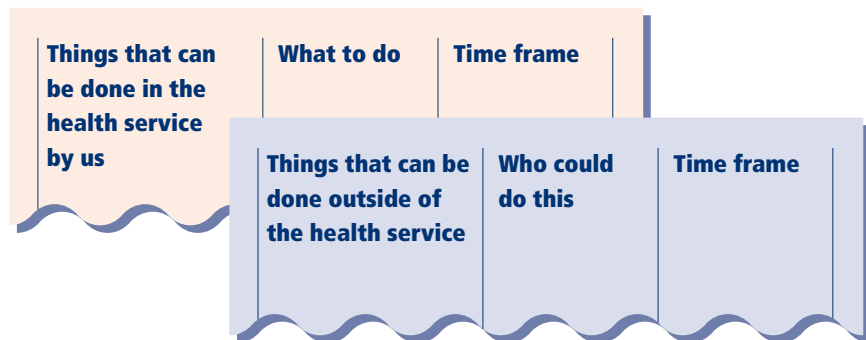 Things that can
be done in the
health service
by us
What to do
Time frame
Things that can be
done outside of
the health service
Who could
do this
Time frame